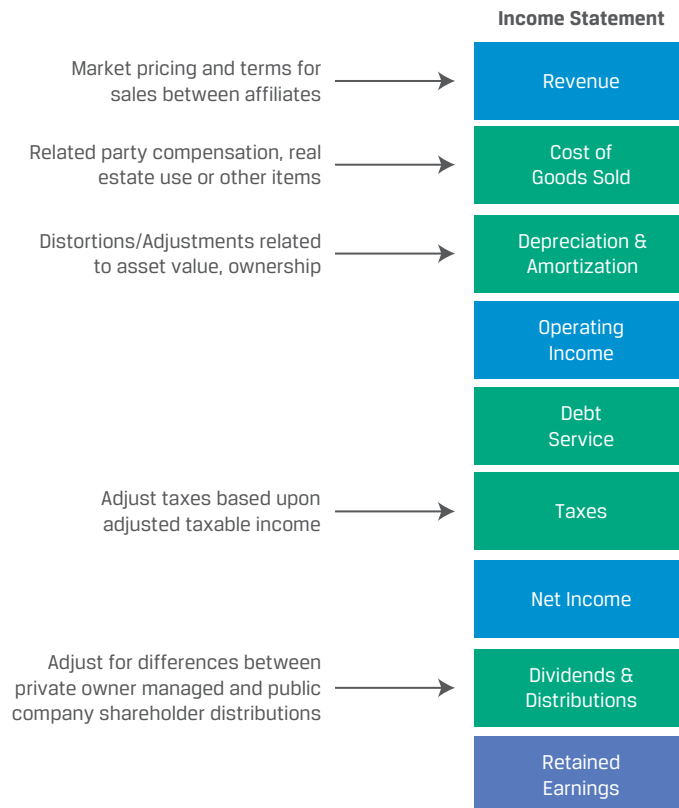 Income Statement
Market pricing and terms for
sales between affiliates
Revenue
Related party compensation, real
estate use or other items
Cost of
Goods Sold
Distortions/Adjustments related
to asset value, ownership
Depreciation &
Amortization
Operating
Income
Debt
Service
Adjust taxes based upon
adjusted taxable income
Taxes
Net Income
Adjust for differences between
private owner managed and public
company shareholder distributions
Dividends &
Distributions
Retained
Earnings